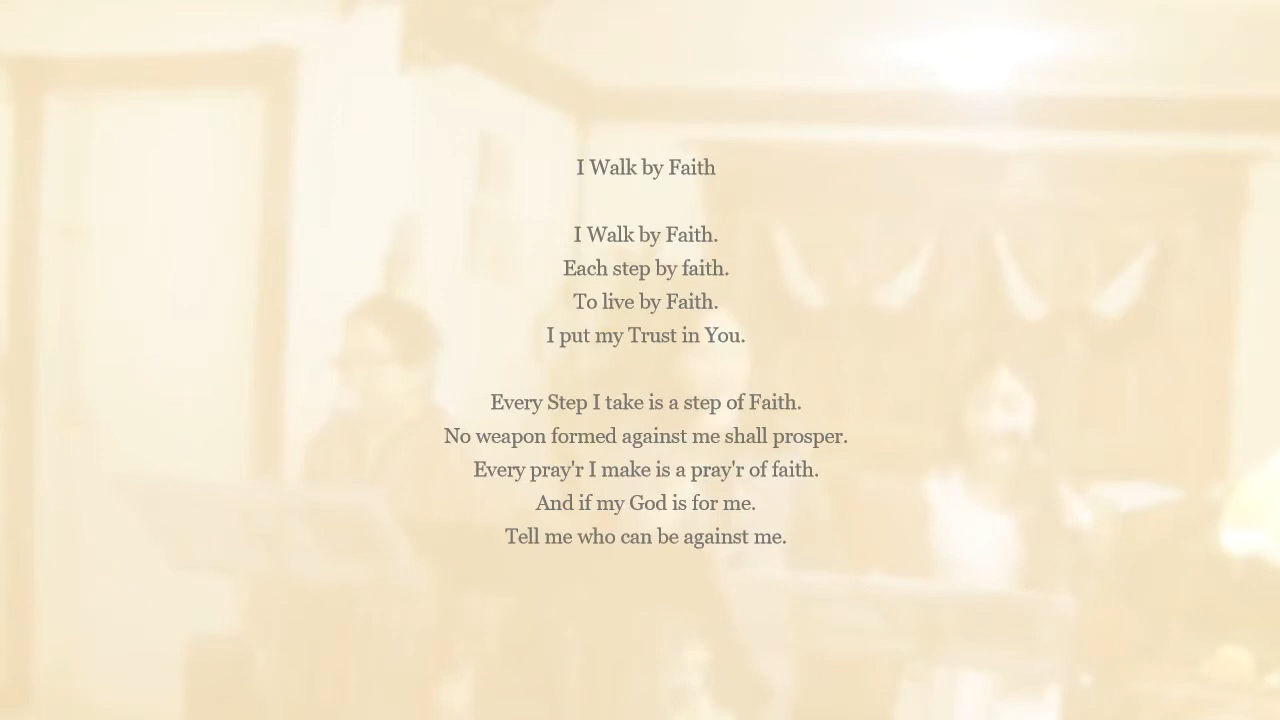 I Walk by Faith
I Walk by Faith.
Each step by faith.
To live by Faith.
I put my Trust in You.
Every Step I take is a step of Faith.
No weapon formed against me shall prosper.
Every pray'r I make is a pray'r of faith.
And if my God is for me.
Tell me who can be against me.